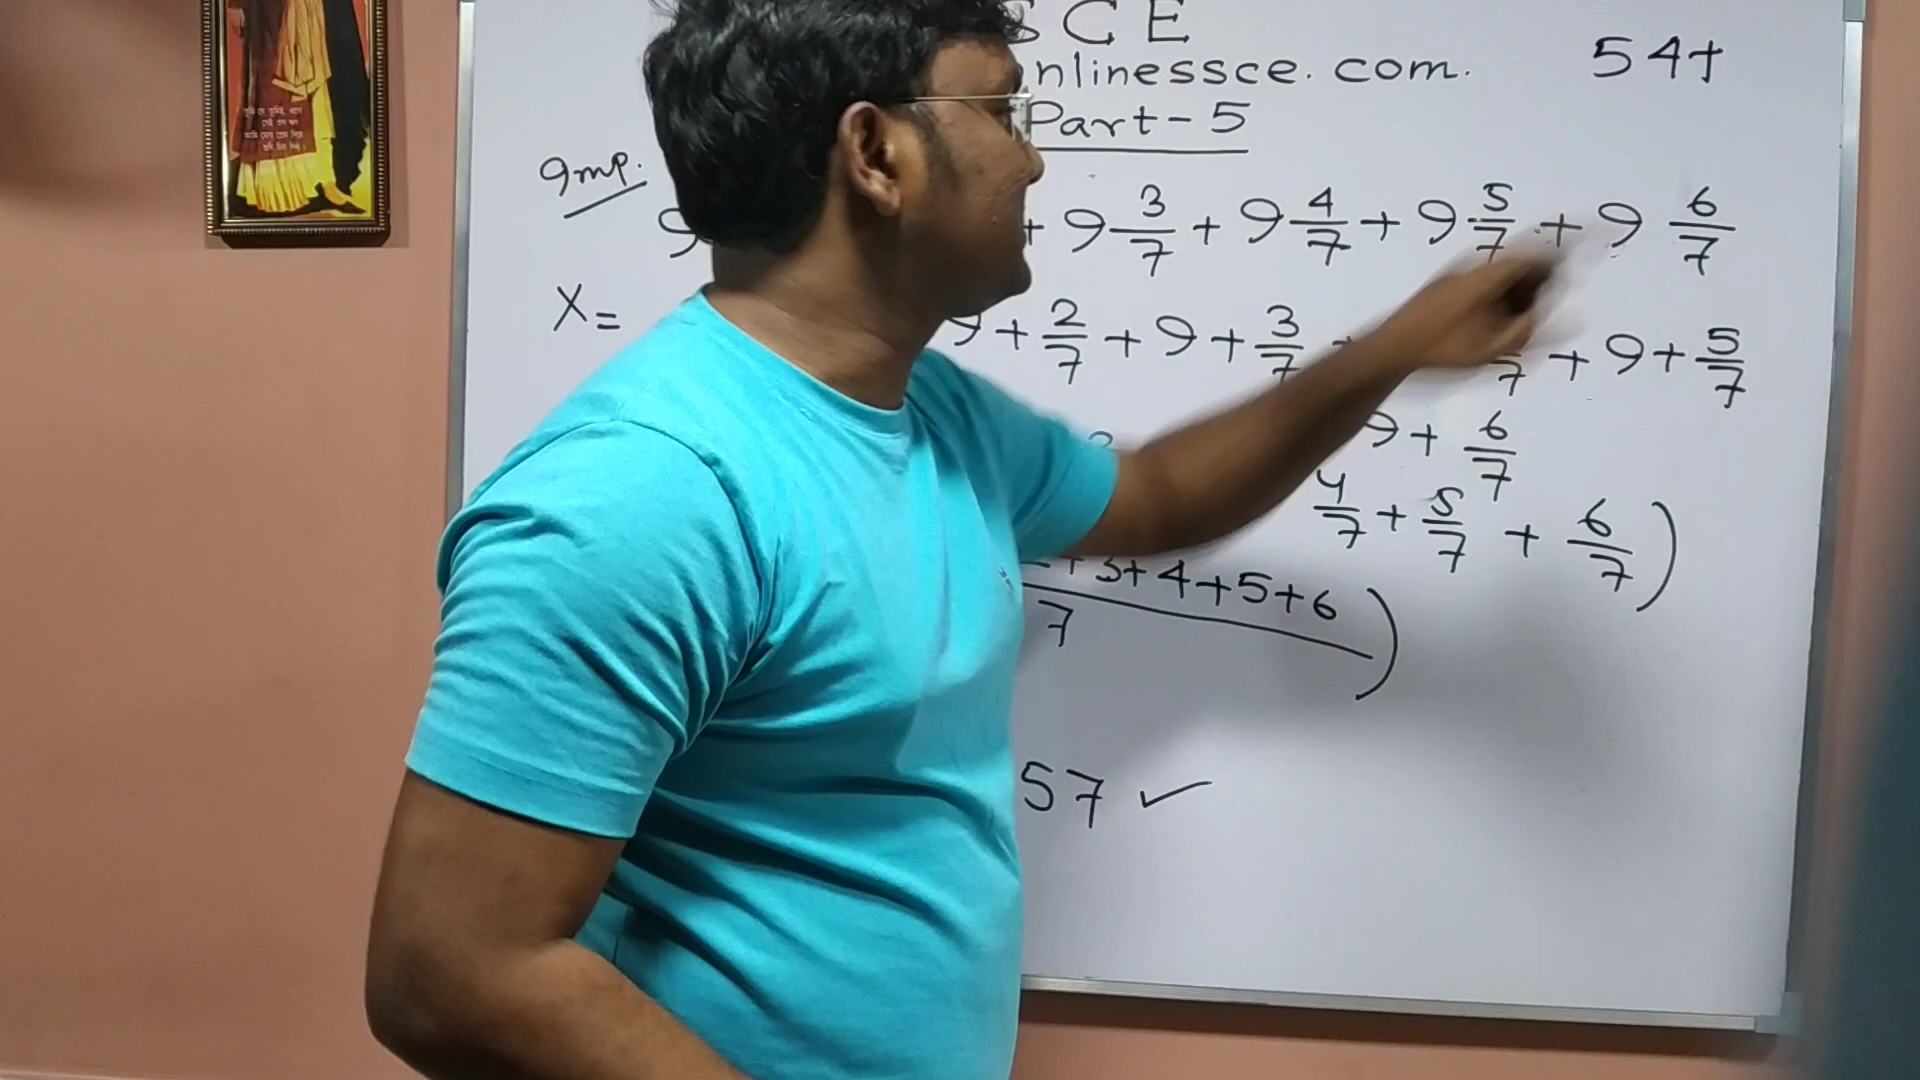 SCE
nlinessce.com.
54+
Part-5
Imp.
9 + 9 3/7 + 9 4/7 + 9 5/7 + 9 6/7
X= 9 + 2/7 + 9 + 3/7 + /7 + 9 + 5/7
9 + 6/7
4/7 + 5/7 + 6/7)
+3+4+5+6)
7
57 ✓